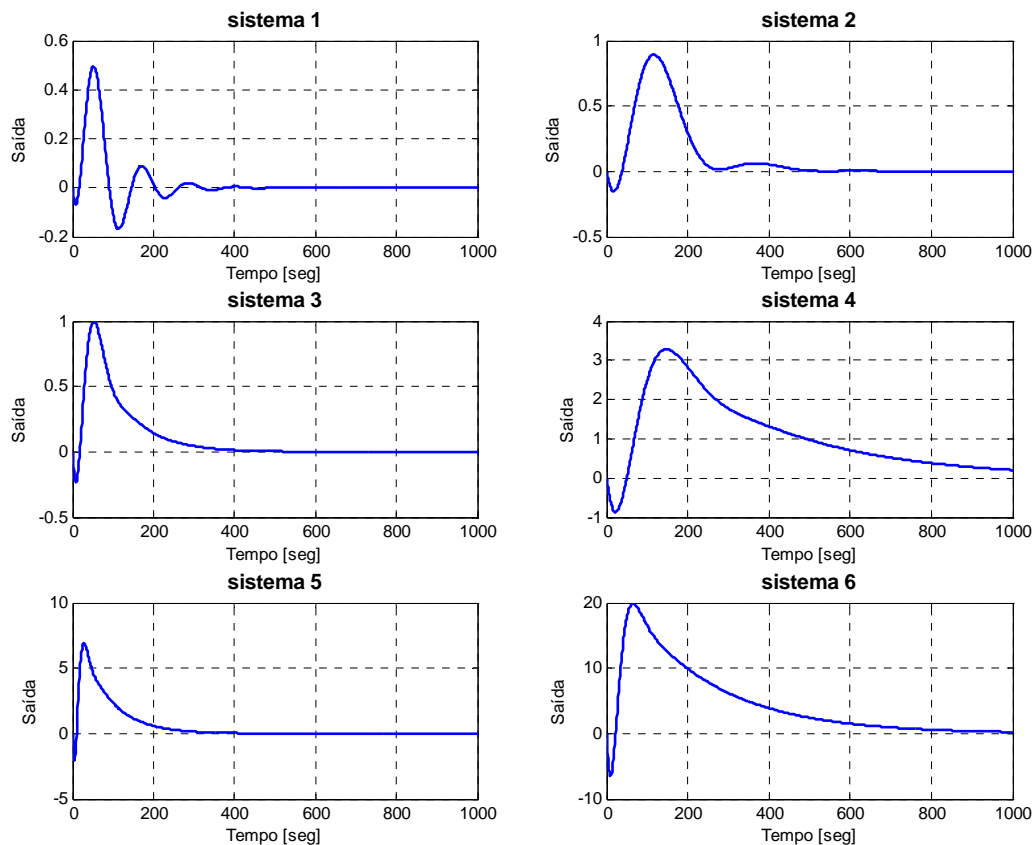 sistema 1
0.6
0.4
0.2
0
-0.2
0 200 400 600 800 1000
Saída
Tempo [seg]
sistema 2
1
0.5
0
-0.5
0 200 400 600 800 1000
Saída
Tempo [seg]
sistema 3
1
0.5
0
-0.5
0 200 400 600 800 1000
Saída
Tempo [seg]
sistema 4
4
3
2
1
0
-1
0 200 400 600 800 1000
Saída
Tempo [seg]
sistema 5
10
5
0
-5
0 200 400 600 800 1000
Saída
Tempo [seg]
sistema 6
20
10
0
-10
0 200 400 600 800 1000
Saída
Tempo [seg]